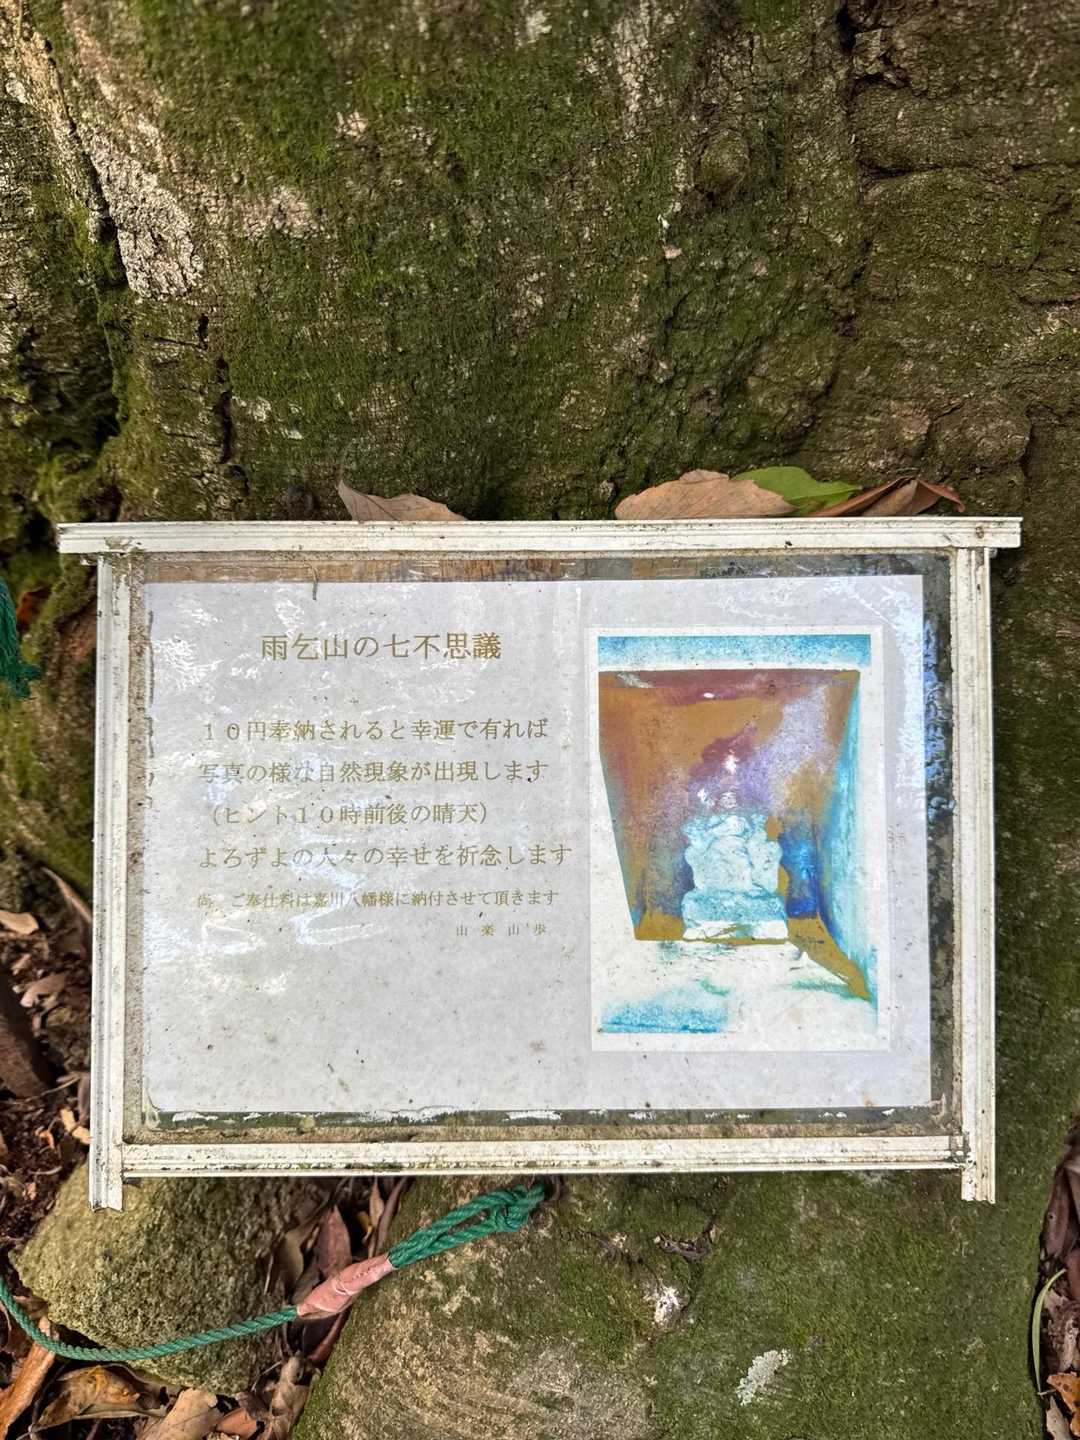 雨乞山の七不思議
１０円奉納されると幸運で有れば
写真の様な自然現象が出現します
（ヒント１０時前後の晴天）
よろずよの人々の幸せを祈念します
尚、ご奉仕料は嘉川八幡様に納付させて頂きます
山楽山歩